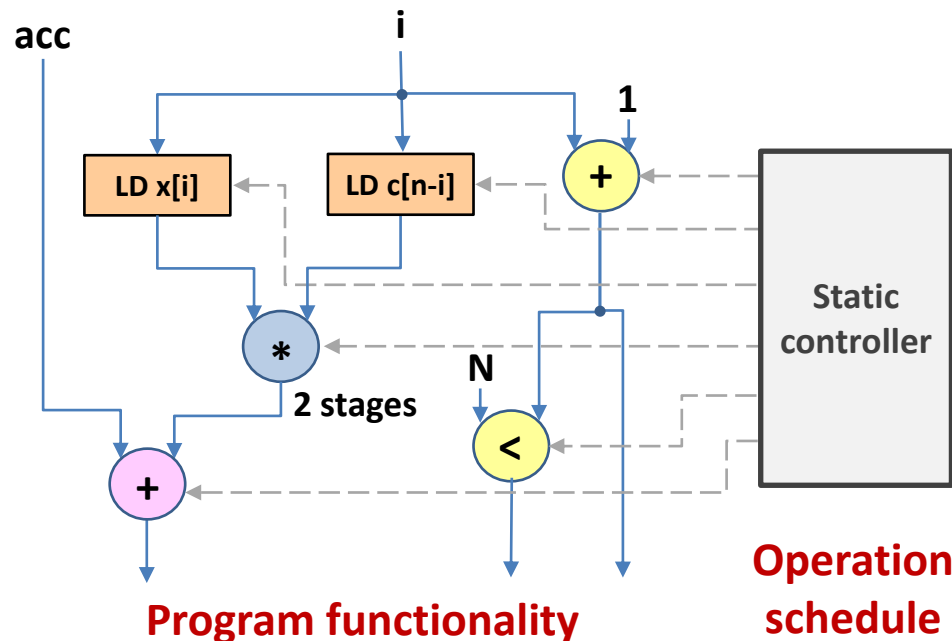 acc
i
1
LD x[i]
LD c[n-i]
+
Static
controller
*
N
2 stages
<
+
Program functionality
Operation
schedule